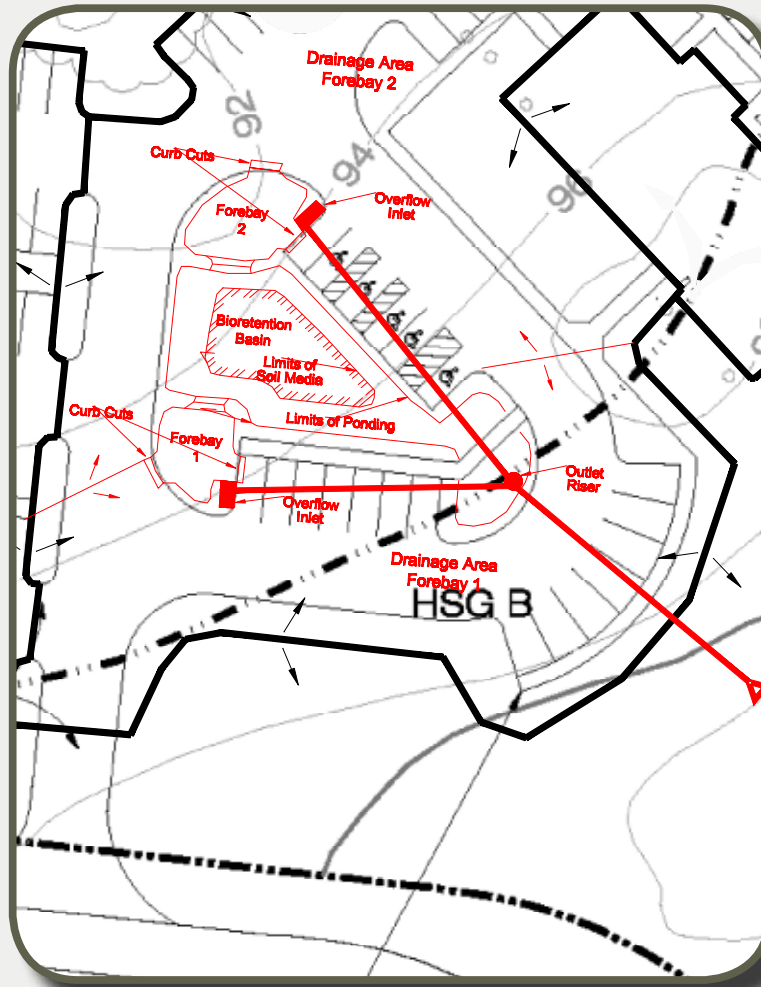 Drainage Area
Forebay 2
92
94
96
Curb Cuts
Overflow
Inlet
Forebay
2
Bioretention
Basin
Limits of
Soil Media
Curb Cuts
Limits of Ponding
Forebay
1
Outlet
Riser
Overflow
Inlet
Drainage Area
Forebay 1
HSG B